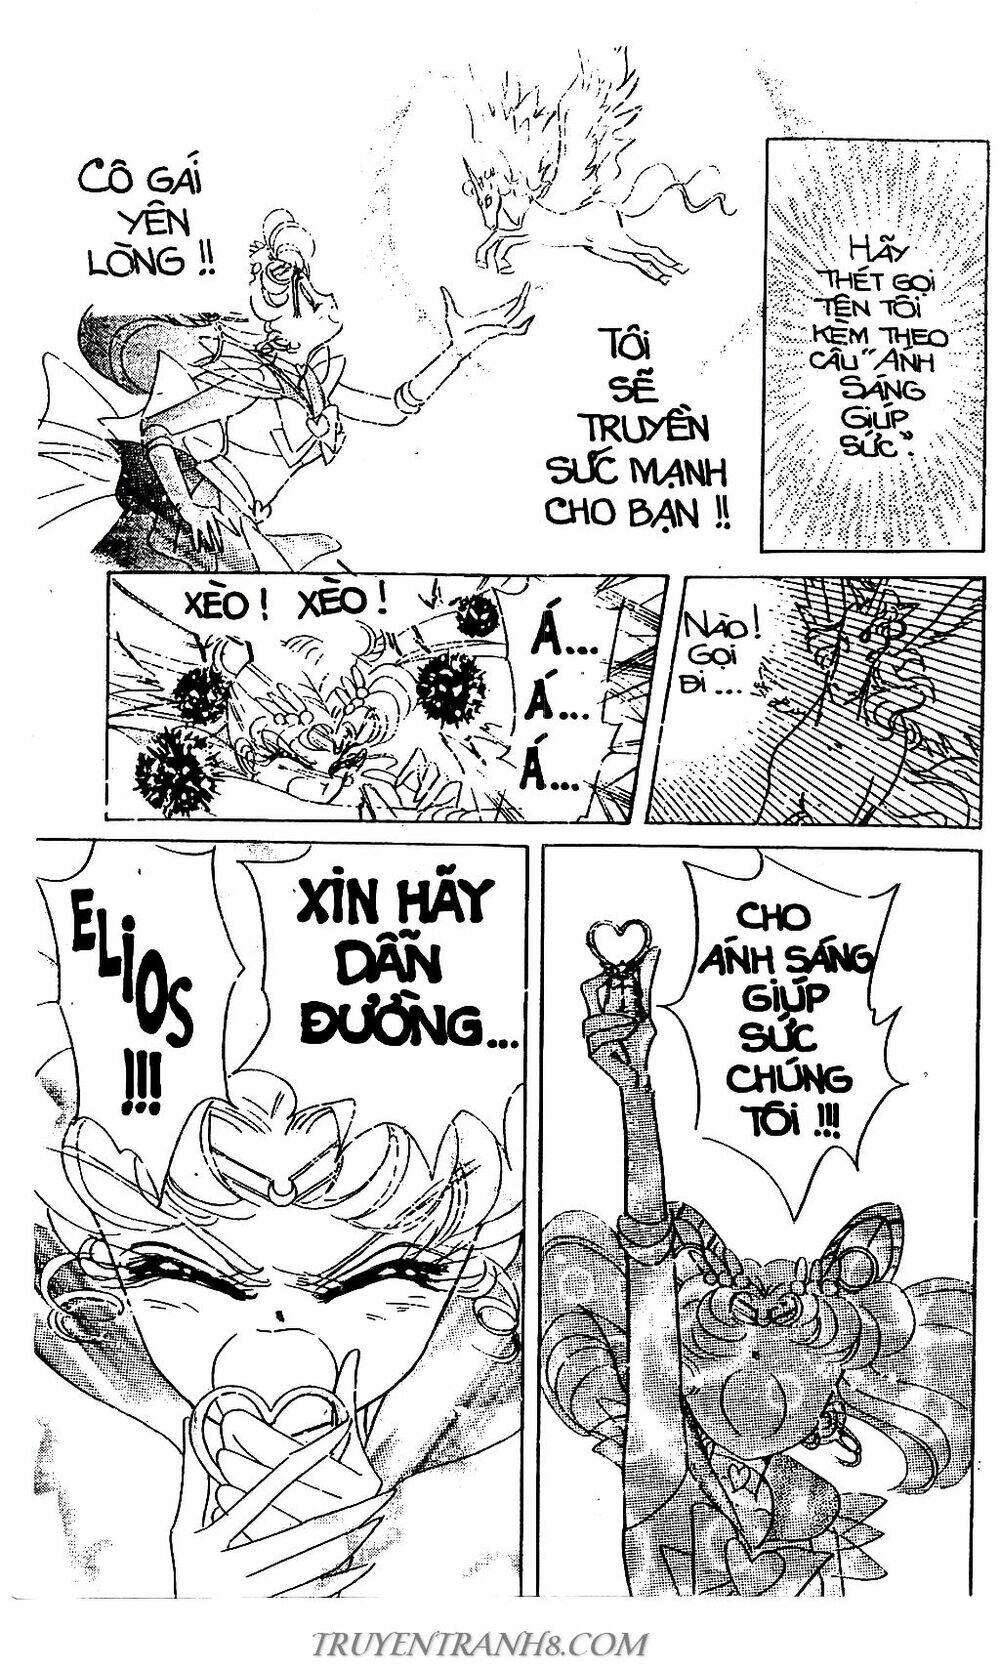 CÔ GÁI
YÊN
LÒNG !!
TÔI
SẼ
TRUYỀN
SỨC MẠNH
CHO BẠN !!
HÃY
THÉT GỌI
TÊN TÔI
KÈM THEO
CÂU "ÁNH
SÁNG
GIÚP
SỨC".
XÈO ! XÈO !
Á...
Á...
Á...
NÀO !
GỌI
ĐI ...
ELIOS
!!!
XIN HÃY
DẪN
ĐƯỜNG...
CHO
ÁNH SÁNG
GIÚP
SỨC
CHÚNG
TÔI !!!
TRUYENTRANH8.COM